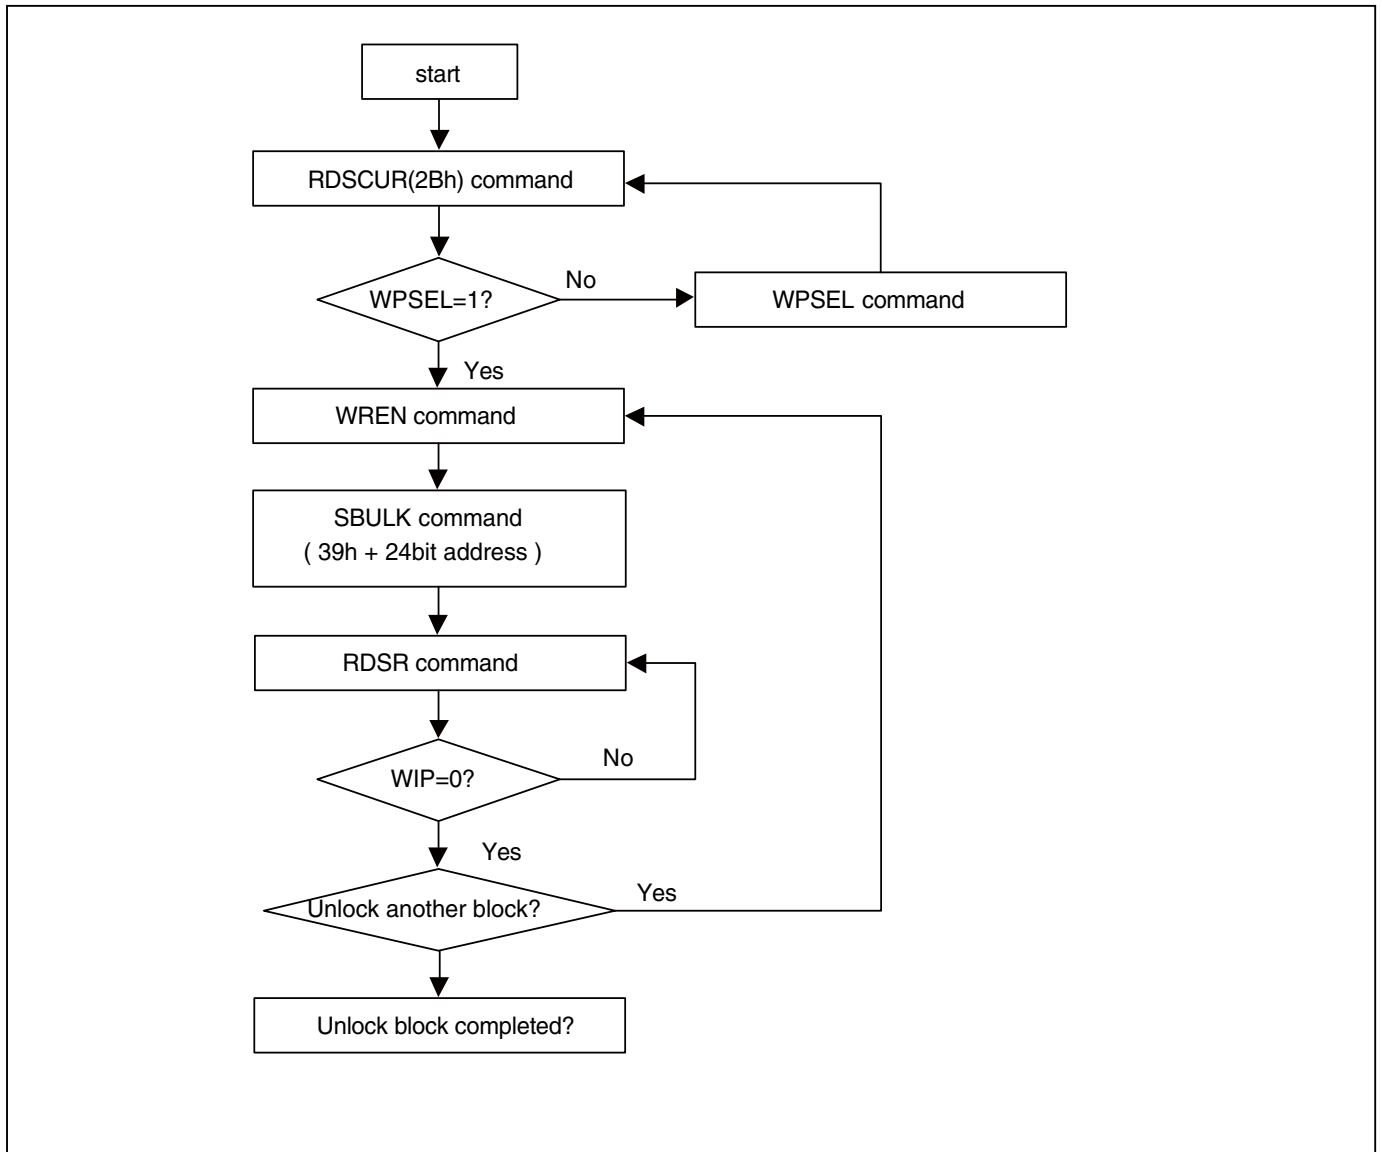 start
RDSCUR(2Bh) command
WPSEL=1?
No
WPSEL command
Yes
WREN command
SBULK command
( 39h + 24bit address )
RDSR command
WIP=0?
No
Yes
Unlock another block?
Yes
Unlock block completed?